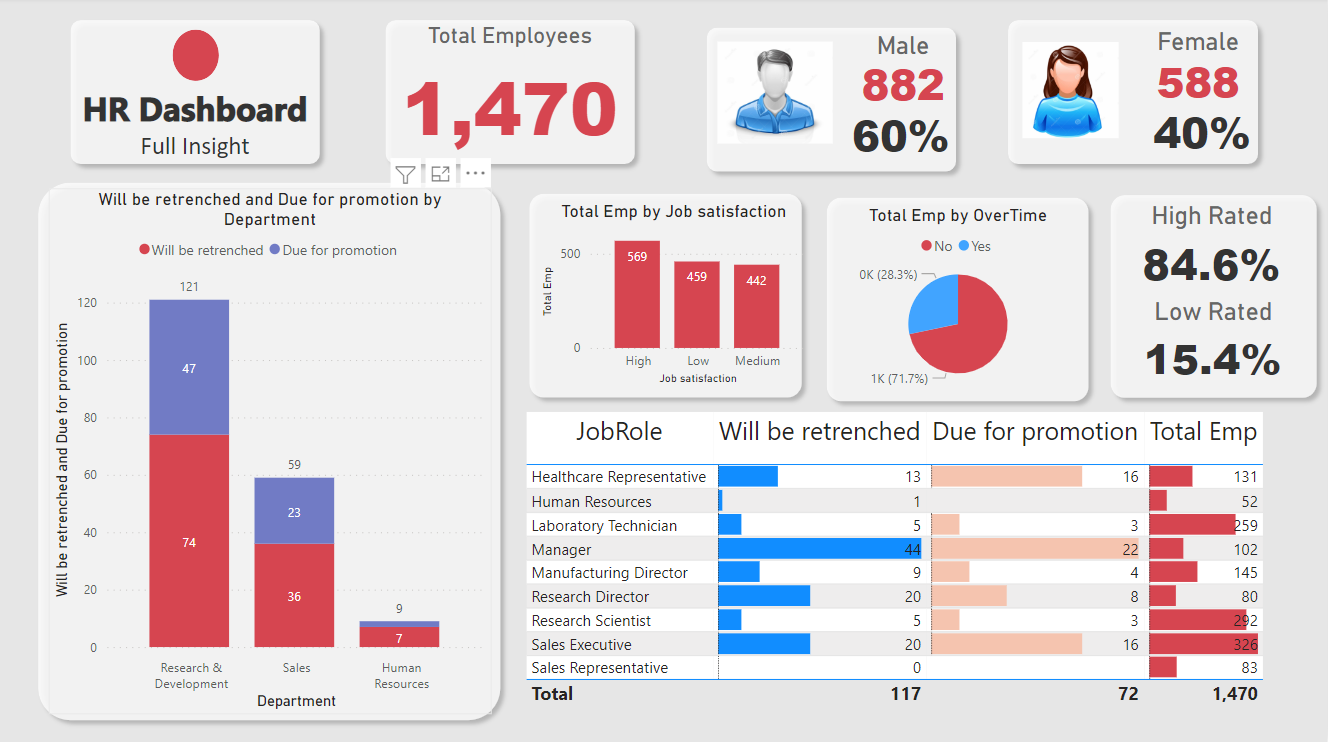 HR Dashboard
Full Insight
Total Employees
1,470
Male
882
60%
Female
588
40%
Will be retrenched and Due for promotion by
Department
Will be retrenched Due for promotion
Will be retrenched and Due for promotion
120
100
80
60
40
20
0
121
47
74
59
23
36
9
7
Research &
Development
Sales
Human
Resources
Department
Total Emp by Job satisfaction
Total Emp
500
0
569
459
442
High Low Medium
Job satisfaction
Total Emp by OverTime
No Yes
0K (28.3%)
1K (71.7%)
High Rated
84.6%
Low Rated
15.4%
JobRole Will be retrenched Due for promotion Total Emp
Healthcare Representative 13 16 131
Human Resources 1 52
Laboratory Technician 5 3 259
Manager 44 22 102
Manufacturing Director 9 4 145
Research Director 20 8 80
Research Scientist 5 3 292
Sales Executive 20 16 326
Sales Representative 0 83
Total 117 72 1,470